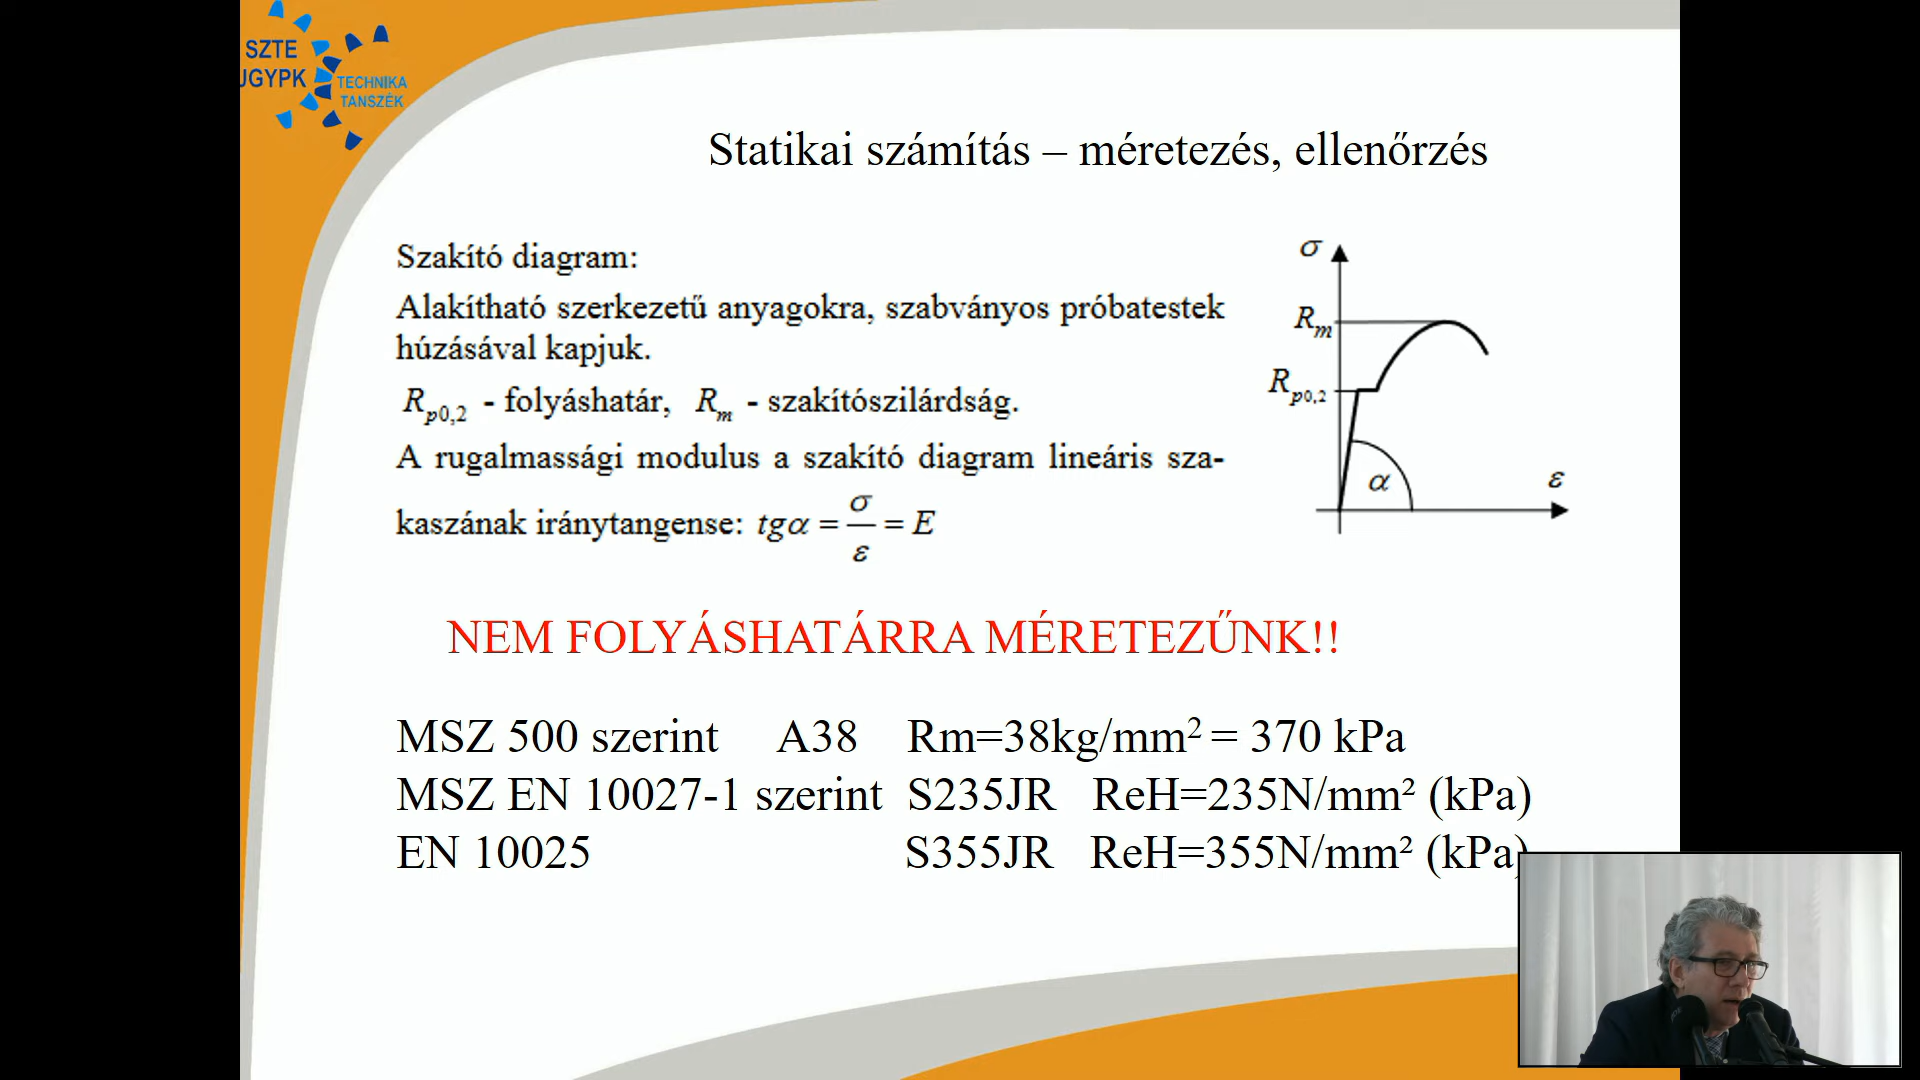 SZTE
JGYPK
TECHNIKA
TANSZÉK
Statikai számítás – méretezés, ellenőrzés
Szakító diagram:
Alakítható szerkezetű anyagokra, szabványos próbatestek
húzásával kapjuk.
Rp0,2 - folyáshatár, Rm - szakítószilárdság.
A rugalmassági modulus a szakító diagram lineáris sza-
kaszának iránytangense: tgα = σ/ε = E
σ
Rm
Rp0,2
α
ε
NEM FOLYÁSHATÁRRA MÉRETEZŰNK!!
MSZ 500 szerint A38 Rm=38kg/mm² = 370 kPa
MSZ EN 10027-1 szerint S235JR ReH=235N/mm² (kPa)
EN 10025 S355JR ReH=355N/mm² (kPa)